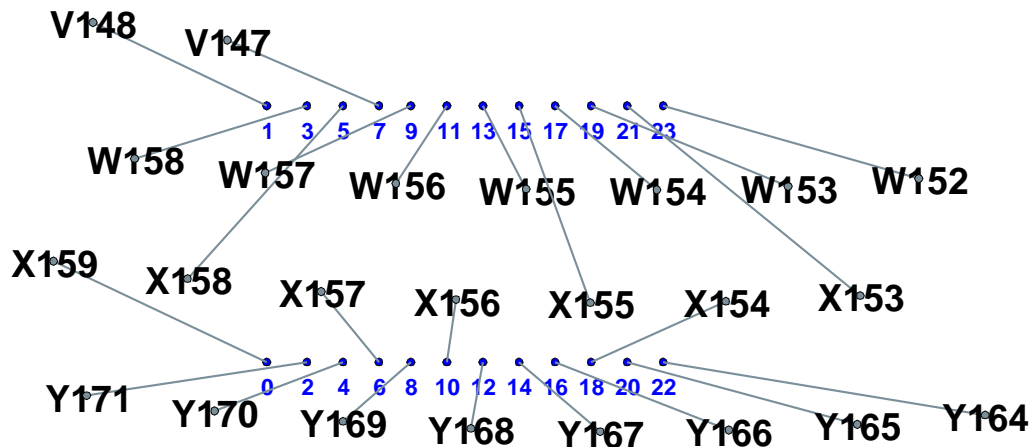 V148
V147
1 3 5 7 9 11 13 15 17 19 21 23
W158 W157 W156 W155 W154 W153 W152
X159 X158 X157 X156 X155 X154 X153
0 2 4 6 8 10 12 14 16 18 20 22
Y171 Y170 Y169 Y168 Y167 Y166 Y165 Y164